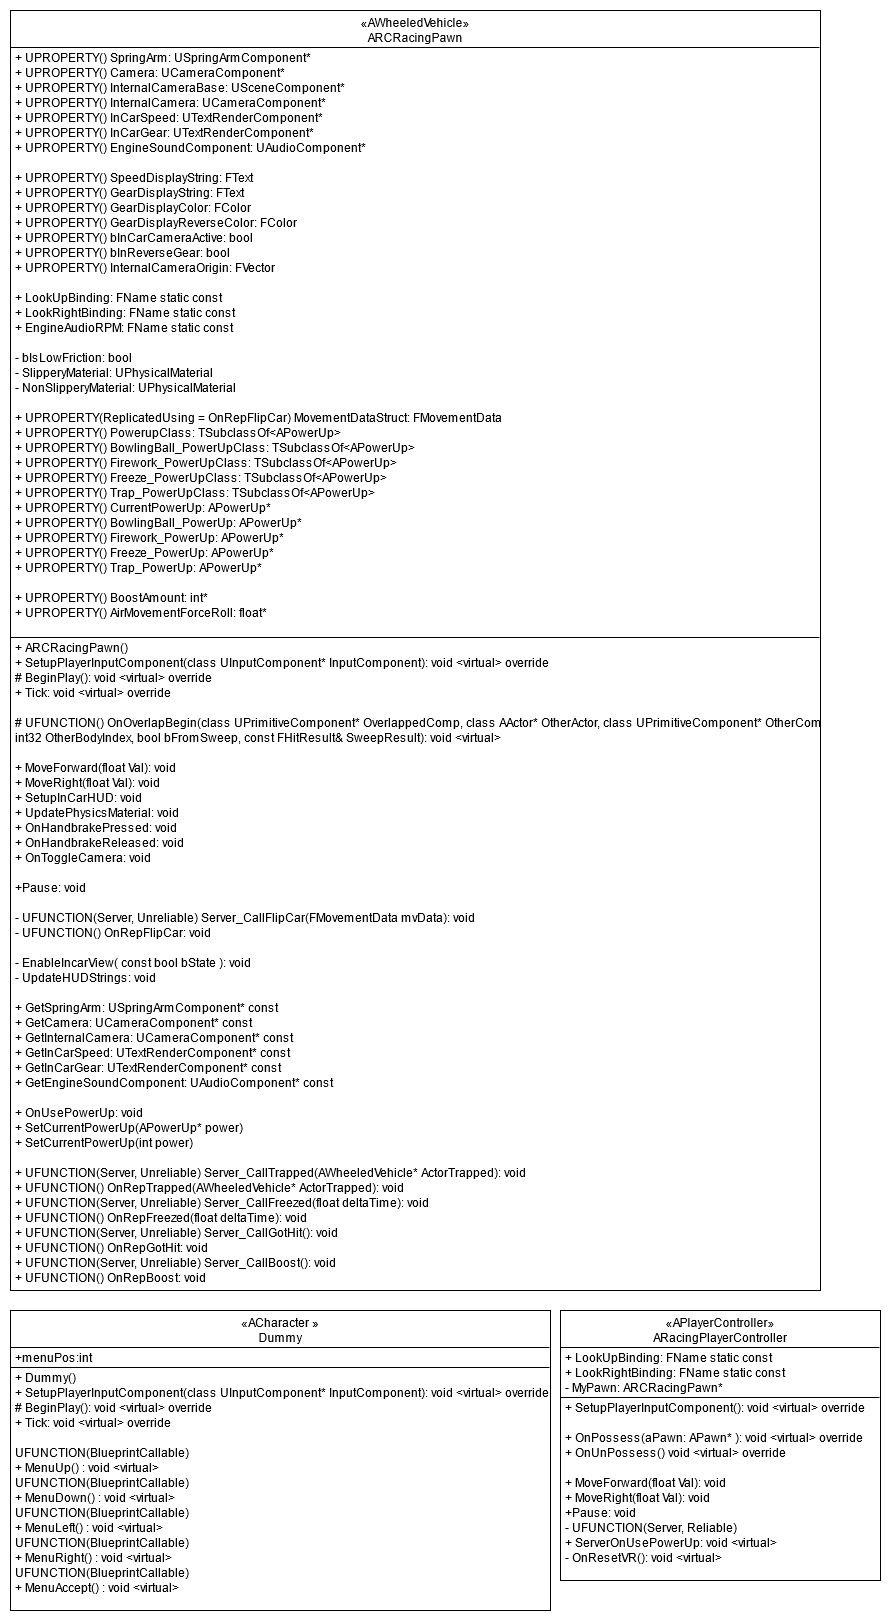 «AWheeledVehicle»
ARCRacingPawn
+ UPROPERTY() SpringArm: USpringArmComponent*
+ UPROPERTY() Camera: UCameraComponent*
+ UPROPERTY() InternalCameraBase: USceneComponent*
+ UPROPERTY() InternalCamera: UCameraComponent*
+ UPROPERTY() InCarSpeed: UTextRenderComponent*
+ UPROPERTY() InCarGear: UTextRenderComponent*
+ UPROPERTY() EngineSoundComponent: UAudioComponent*
+ UPROPERTY() SpeedDisplayString: FText
+ UPROPERTY() GearDisplayString: FText
+ UPROPERTY() GearDisplayColor: FColor
+ UPROPERTY() GearDisplayReverseColor: FColor
+ UPROPERTY() bInCarCameraActive: bool
+ UPROPERTY() bInReverseGear: bool
+ UPROPERTY() InternalCameraOrigin: FVector
+ LookUpBinding: FName static const
+ LookRightBinding: FName static const
+ EngineAudioRPM: FName static const
- bIsLowFriction: bool
- SlipperyMaterial: UPhysicalMaterial
- NonSlipperyMaterial: UPhysicalMaterial
+ UPROPERTY(ReplicatedUsing = OnRepFlipCar) MovementDataStruct: FMovementData
+ UPROPERTY() PowerupClass: TSubclassOf<APowerUp>
+ UPROPERTY() BowlingBall_PowerUpClass: TSubclassOf<APowerUp>
+ UPROPERTY() Firework_PowerUpClass: TSubclassOf<APowerUp>
+ UPROPERTY() Freeze_PowerUpClass: TSubclassOf<APowerUp>
+ UPROPERTY() Trap_PowerUpClass: TSubclassOf<APowerUp>
+ UPROPERTY() CurrentPowerUp: APowerUp*
+ UPROPERTY() BowlingBall_PowerUp: APowerUp*
+ UPROPERTY() Firework_PowerUp: APowerUp*
+ UPROPERTY() Freeze_PowerUp: APowerUp*
+ UPROPERTY() Trap_PowerUp: APowerUp*
+ UPROPERTY() BoostAmount: int*
+ UPROPERTY() AirMovementForceRoll: float*
+ ARCRacingPawn()
+ SetupPlayerInputComponent(class UInputComponent* InputComponent): void <virtual> override
# BeginPlay(): void <virtual> override
+ Tick: void <virtual> override
# UFUNCTION() OnOverlapBegin(class UPrimitiveComponent* OverlappedComp, class AActor* OtherActor, class UPrimitiveComponent* OtherCom
int32 OtherBodyIndex, bool bFromSweep, const FHitResult& SweepResult): void <virtual>
+ MoveForward(float Val): void
+ MoveRight(float Val): void
+ SetupInCarHUD: void
+ UpdatePhysicsMaterial: void
+ OnHandbrakePressed: void
+ OnHandbrakeReleased: void
+ OnToggleCamera: void
+Pause: void
- UFUNCTION(Server, Unreliable) Server_CallFlipCar(FMovementData mvData): void
- UFUNCTION() OnRepFlipCar: void
- EnableIncarView( const bool bState ): void
- UpdateHUDStrings: void
+ GetSpringArm: USpringArmComponent* const
+ GetCamera: UCameraComponent* const
+ GetInternalCamera: UCameraComponent* const
+ GetInCarSpeed: UTextRenderComponent* const
+ GetInCarGear: UTextRenderComponent* const
+ GetEngineSoundComponent: UAudioComponent* const
+ OnUsePowerUp: void
+ SetCurrentPowerUp(APowerUp* power)
+ SetCurrentPowerUp(int power)
+ UFUNCTION(Server, Unreliable) Server_CallTrapped(AWheeledVehicle* ActorTrapped): void
+ UFUNCTION() OnRepTrapped(AWheeledVehicle* ActorTrapped): void
+ UFUNCTION(Server, Unreliable) Server_CallFreezed(float deltaTime): void
+ UFUNCTION() OnRepFreezed(float deltaTime): void
+ UFUNCTION(Server, Unreliable) Server_CallGotHit(): void
+ UFUNCTION() OnRepGotHit: void
+ UFUNCTION(Server, Unreliable) Server_CallBoost(): void
+ UFUNCTION() OnRepBoost: void
«ACharacter »
Dummy
+menuPos:int
+ Dummy()
+ SetupPlayerInputComponent(class UInputComponent* InputComponent): void <virtual> override
# BeginPlay(): void <virtual> override
+ Tick: void <virtual> override
UFUNCTION(BlueprintCallable)
+ MenuUp() : void <virtual>
UFUNCTION(BlueprintCallable)
+ MenuDown() : void <virtual>
UFUNCTION(BlueprintCallable)
+ MenuLeft() : void <virtual>
UFUNCTION(BlueprintCallable)
+ MenuRight() : void <virtual>
UFUNCTION(BlueprintCallable)
+ MenuAccept() : void <virtual>
«APlayerController»
ARacingPlayerController
+ LookUpBinding: FName static const
+ LookRightBinding: FName static const
- MyPawn: ARCRacingPawn*
+ SetupPlayerInputComponent(): void <virtual> override
+ OnPossess(aPawn: APawn* ): void <virtual> override
+ OnUnPossess() void <virtual> override
+ MoveForward(float Val): void
+ MoveRight(float Val): void
+Pause: void
- UFUNCTION(Server, Reliable)
+ ServerOnUsePowerUp: void <virtual>
- OnResetVR(): void <virtual>